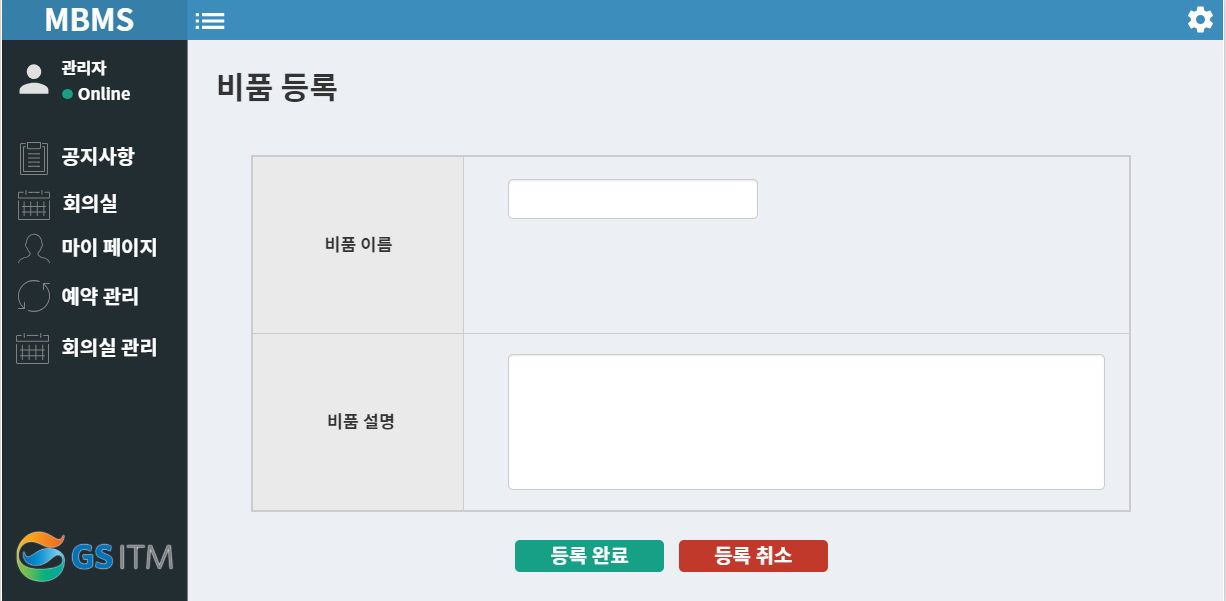 MBMS
관리자
Online
공지사항
회의실
마이 페이지
예약 관리
회의실 관리
GS ITM
비품 등록
비품 이름
비품 설명
등록 완료
등록 취소